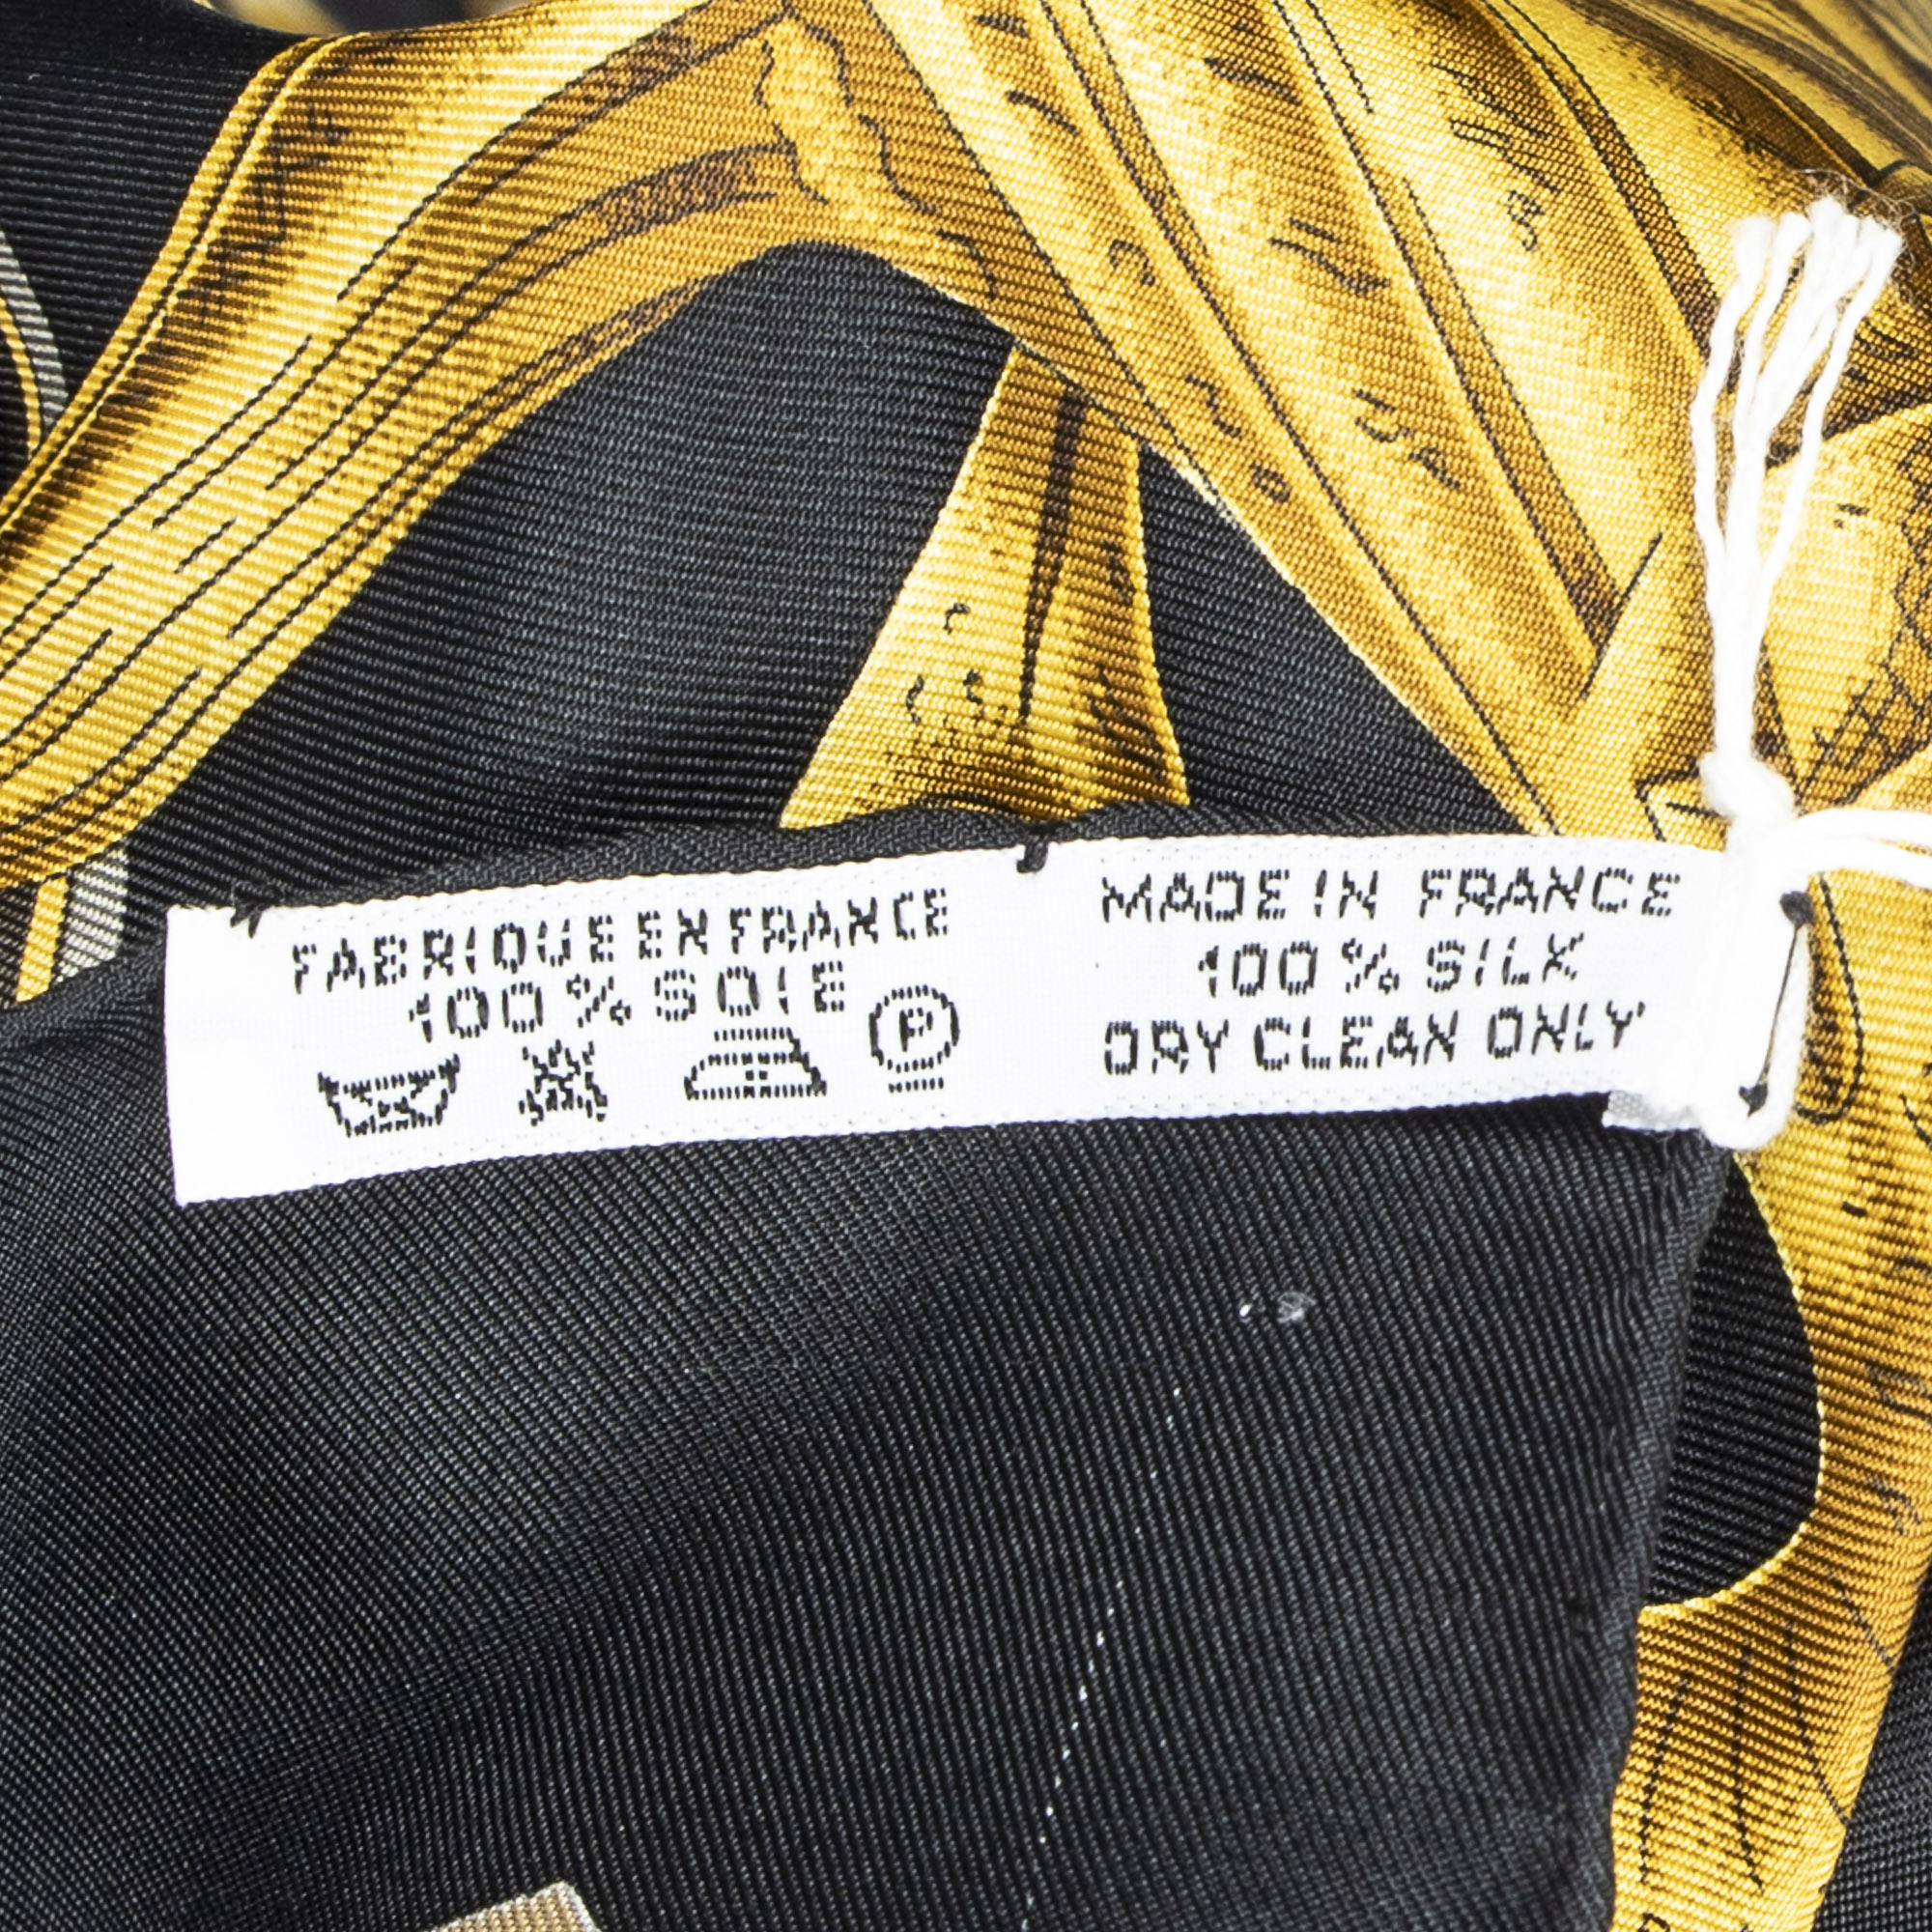 FABRIQUE EN FRANCE
100 % SOIE
P
MADE IN FRANCE
100 % SILK
DRY CLEAN ONLY